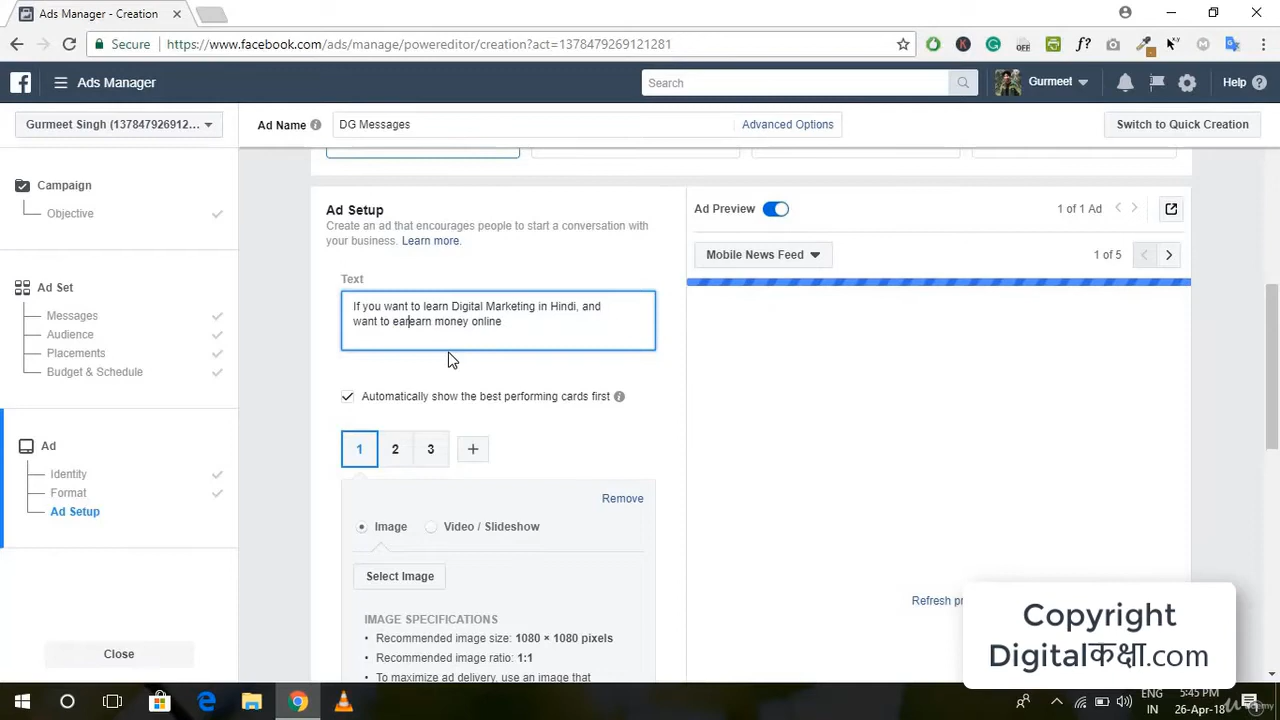 Ads Manager - Creation
Secure
https://www.facebook.com/ads/manage/powereditor/creation?act=1378479269121281
Ads Manager
Search
Gurmeet
Help
Gurmeet Singh (137847926912...
Ad Name
DG Messages
Advanced Options
Switch to Quick Creation
Campaign
Objective
Ad Set
Messages
Audience
Placements
Budget & Schedule
Ad
Identity
Format
Ad Setup
Close
Ad Setup
Create an ad that encourages people to start a conversation with
your business. Learn more.
Text
If you want to learn Digital Marketing in Hindi, and
want to earearn money online
Automatically show the best performing cards first
1 2 3 +
Remove
Image
Video / Slideshow
Select Image
IMAGE SPECIFICATIONS
• Recommended image size: 1080 × 1080 pixels
• Recommended image ratio: 1:1
• To maximize ad delivery, use an image that
Ad Preview
1 of 1 Ad
Mobile News Feed
1 of 5
Refresh pr
Copyright
Digitalकक्षा.com
ENG
IN
5:45 PM
26-Apr-18
udemy